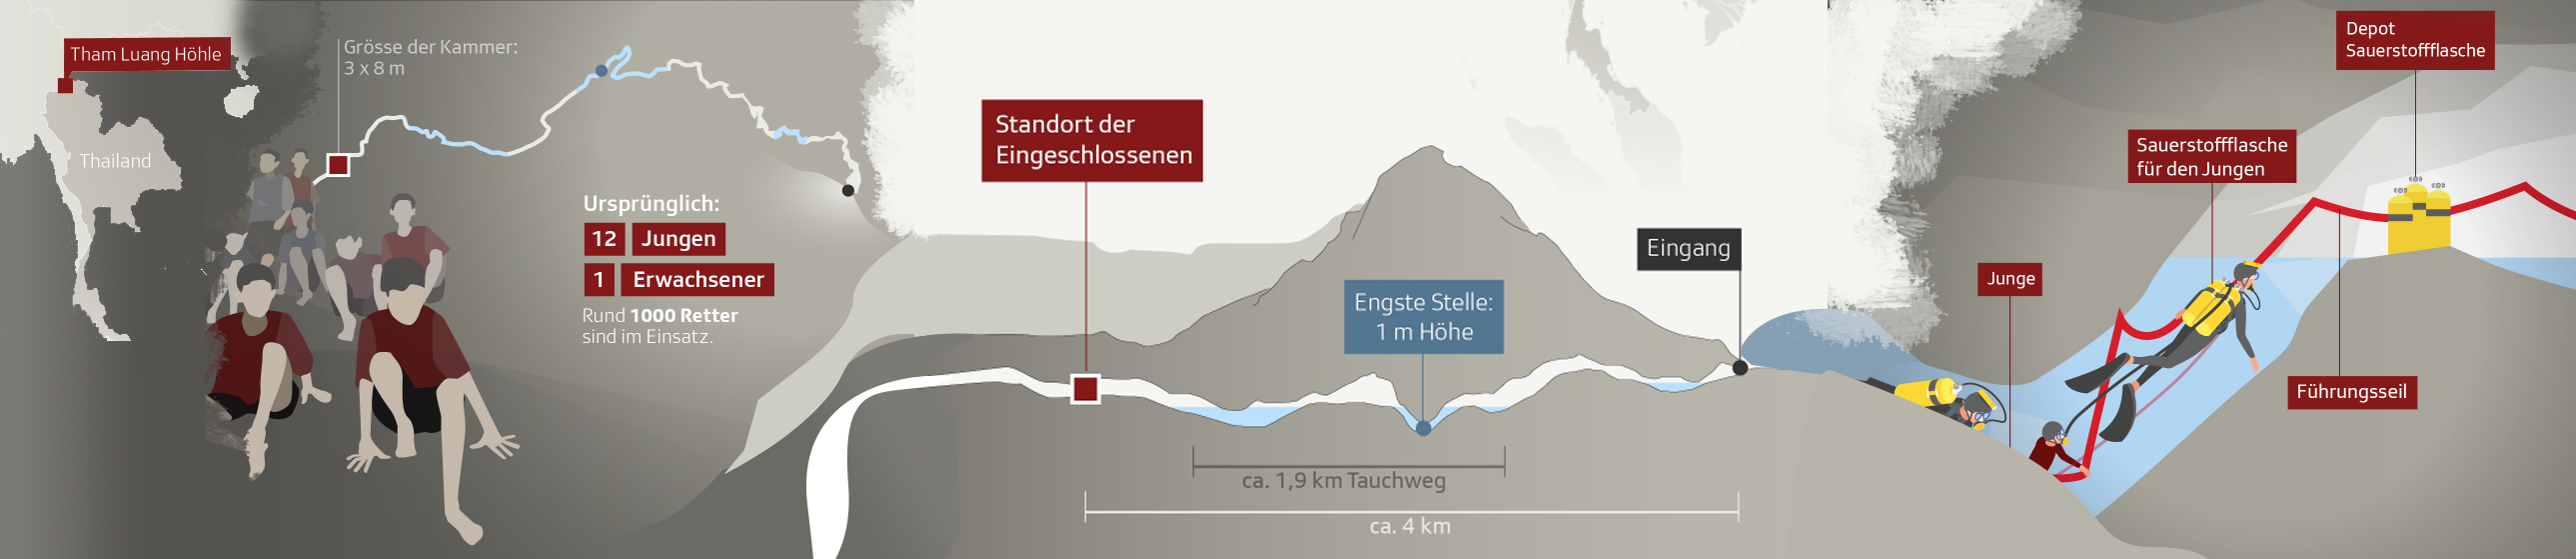 Tham Luang Höhle
Thailand
Grösse der Kammer:
3 x 8 m
Ursprünglich:
12 Jungen
1 Erwachsener
Rund 1000 Retter
sind im Einsatz.
Standort der
Eingeschlossenen
Engste Stelle:
1 m Höhe
Eingang
ca. 1,9 km Tauchweg
ca. 4 km
Junge
Sauerstoffflasche
für den Jungen
Depot
Sauerstoffflasche
Führungsseil